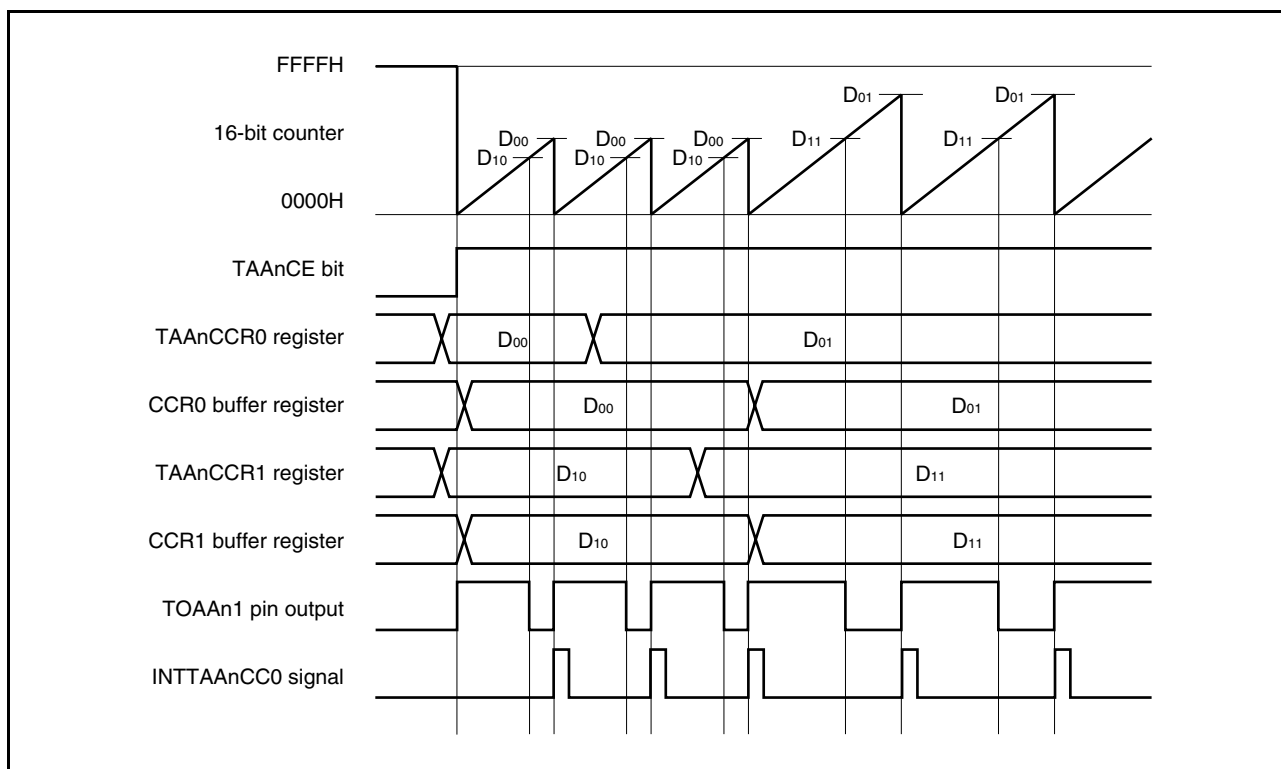 FFFFH
D01 D01
16-bit counter D00 D00 D00 D11 D11
D10 D10 D10
0000H
TAAnCE bit
TAAnCCR0 register D00 D01
CCR0 buffer register D00 D01
TAAnCCR1 register D10 D11
CCR1 buffer register D10 D11
TOAAn1 pin output
INTTAAnCC0 signal